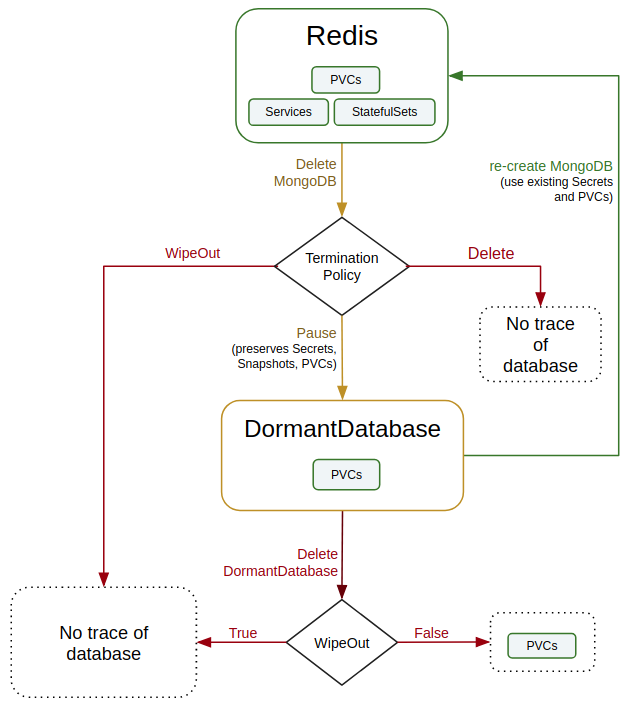 Redis
PVCs
Services
StatefulSets
Delete
MongoDB
re-create MongoDB
(use existing Secrets
and PVCs)
WipeOut
Termination
Policy
Delete
No trace
of
database
Pause
(preserves Secrets,
Snapshots, PVCs)
DormantDatabase
PVCs
Delete
DormantDatabase
No trace of
database
True
WipeOut
False
PVCs